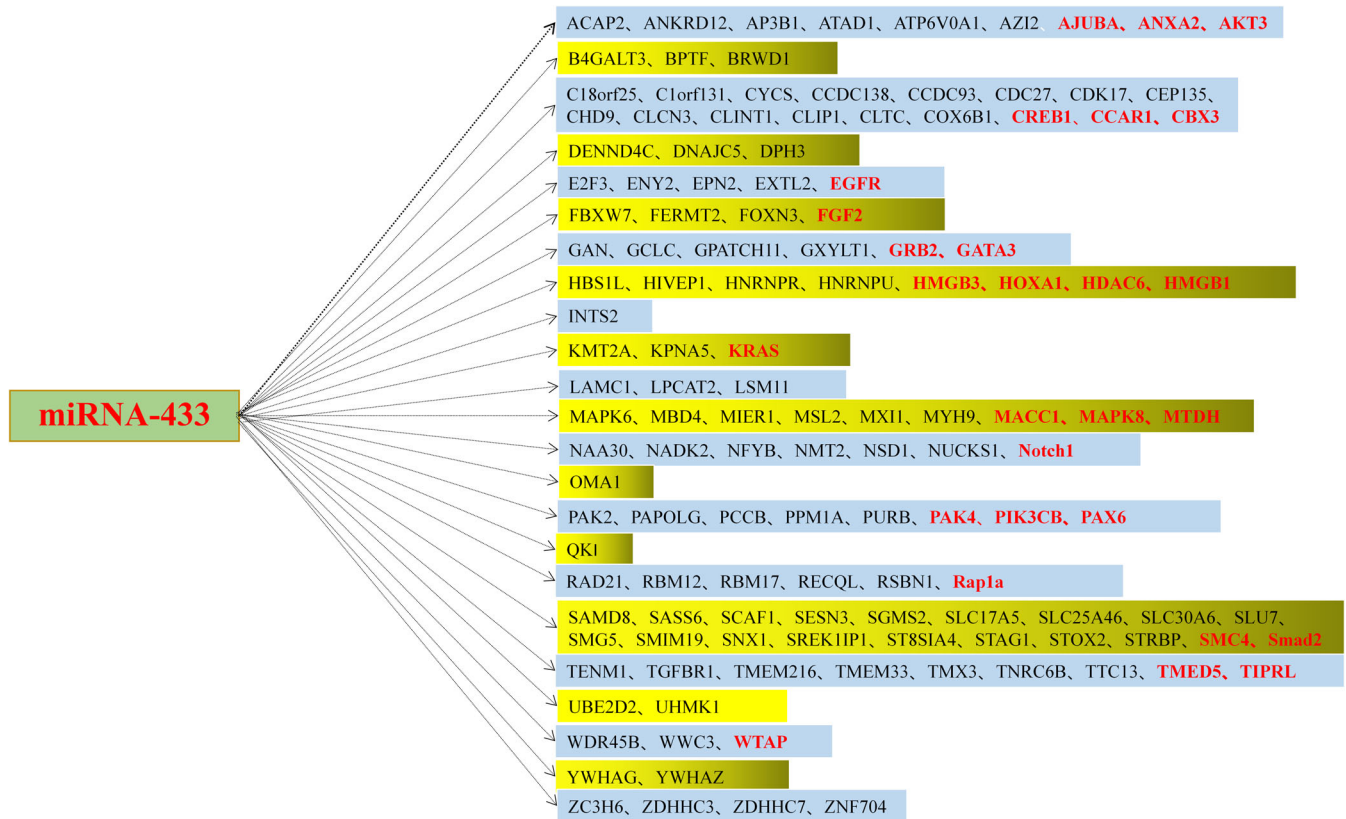 ACAP2、ANKRD12、AP3B1、ATAD1、ATP6V0A1、AZI2、AJUBA、ANXA2、AKT3
B4GALT3、BPTF、BRWD1
C18orf25、C1orf131、CYCS、CCDC138、CCDC93、CDC27、CDK17、CEP135、
CHD9、CLCN3、CLINT1、CLIP1、CLTC、COX6B1、CREB1、CCAR1、CBX3
DENND4C、DNAJC5、DPH3
E2F3、ENY2、EPN2、EXTL2、EGFR
FBXW7、FERMT2、FOXN3、FGF2
GAN、GCLC、GPATCH11、GXYLT1、GRB2、GATA3
HBS1L、HIVEP1、HNRNPR、HNRNPU、HMGB3、HOXA1、HDAC6、HMGB1
INTS2
KMT2A、KPNA5、KRAS
LAMC1、LPCAT2、LSM11
miRNA-433
MAPK6、MBD4、MIER1、MSL2、MXI1、MYH9、MACC1、MAPK8、MTDH
NAA30、NADK2、NFYB、NMT2、NSD1、NUCKS1、Notch1
OMA1
PAK2、PAPOLG、PCCB、PPM1A、PURB、PAK4、PIK3CB、PAX6
QKI
RAD21、RBM12、RBM17、RECQL、RSBN1、Rap1a
SAMD8、SASS6、SCAF1、SESN3、SGMS2、SLC17A5、SLC25A46、SLC30A6、SLU7、
SMG5、SMIM19、SNX1、SREK1IP1、ST8SIA4、STAG1、STOX2、STRBP、SMC4、Smad2
TENM1、TGFBR1、TMEM216、TMEM33、TMX3、TNRC6B、TTC13、TMED5、TIPRL
UBE2D2、UHMK1
WDR45B、WWC3、WTAP
YWHAG、YWHAZ
ZC3H6、ZDHHC3、ZDHHC7、ZNF704